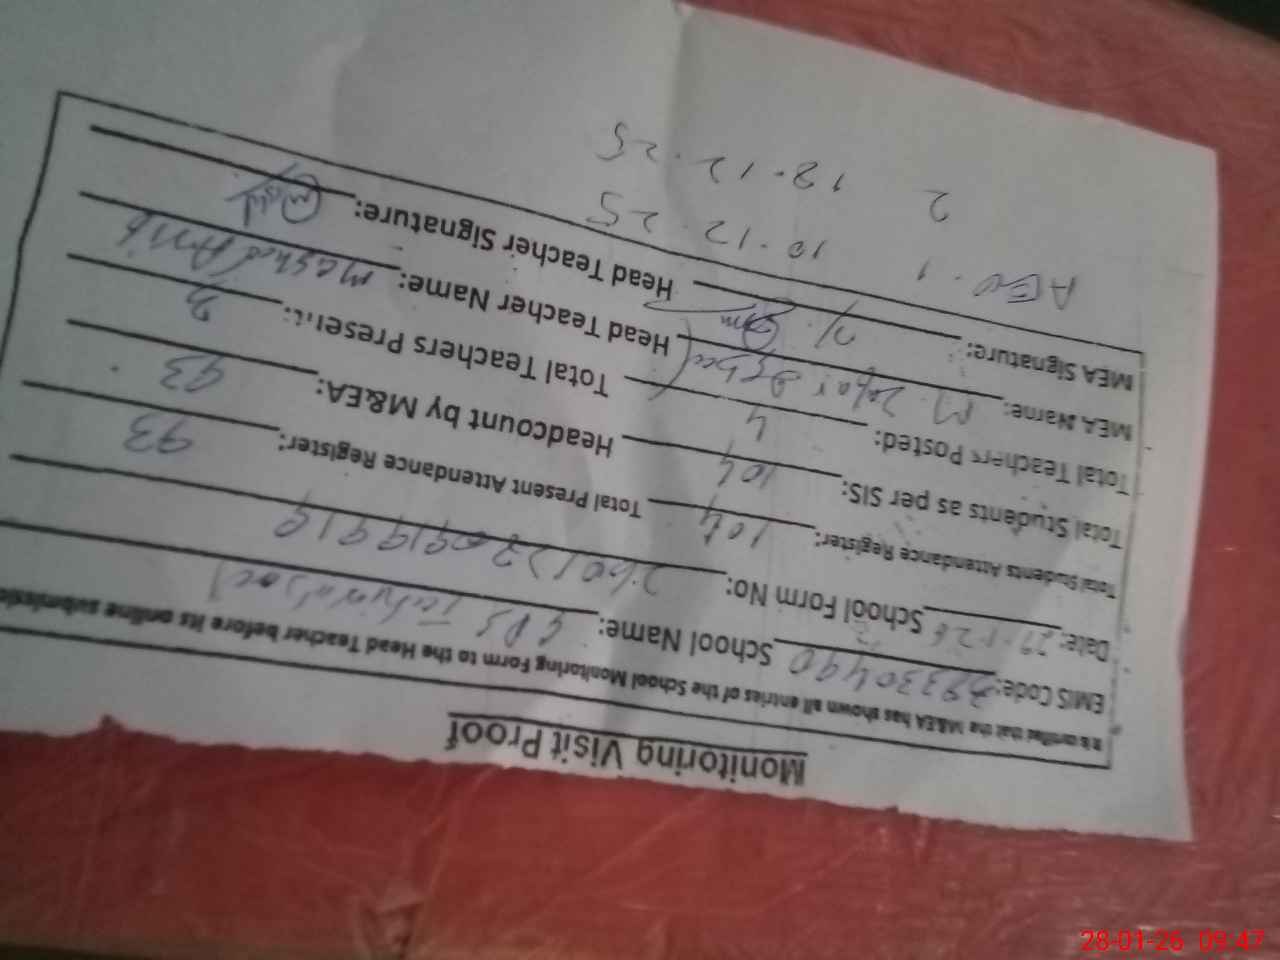 Monitoring Visit Proof
It is certified that the M&EA has shown all entries of the School Monitoring Form to the Head Teacher before its online submissio
EMIS Code: 38330490 School Name: GPS
Date: 27.1.26 School Form No: 2601270919919
Total Students Attendance Register: 104 Total Present Attendance Register: 93
Total Students as per SIS: 104 Headcount by M&EA: 93
Total Teachers Posted: 4 Total Teachers Present: 3
MEA Name: M. Zafar Iqbal Head Teacher Name:
MEA Signature: Head Teacher Signature:
AEO. 1 10.12.25
2 18.12.25
28-01-26 09:47